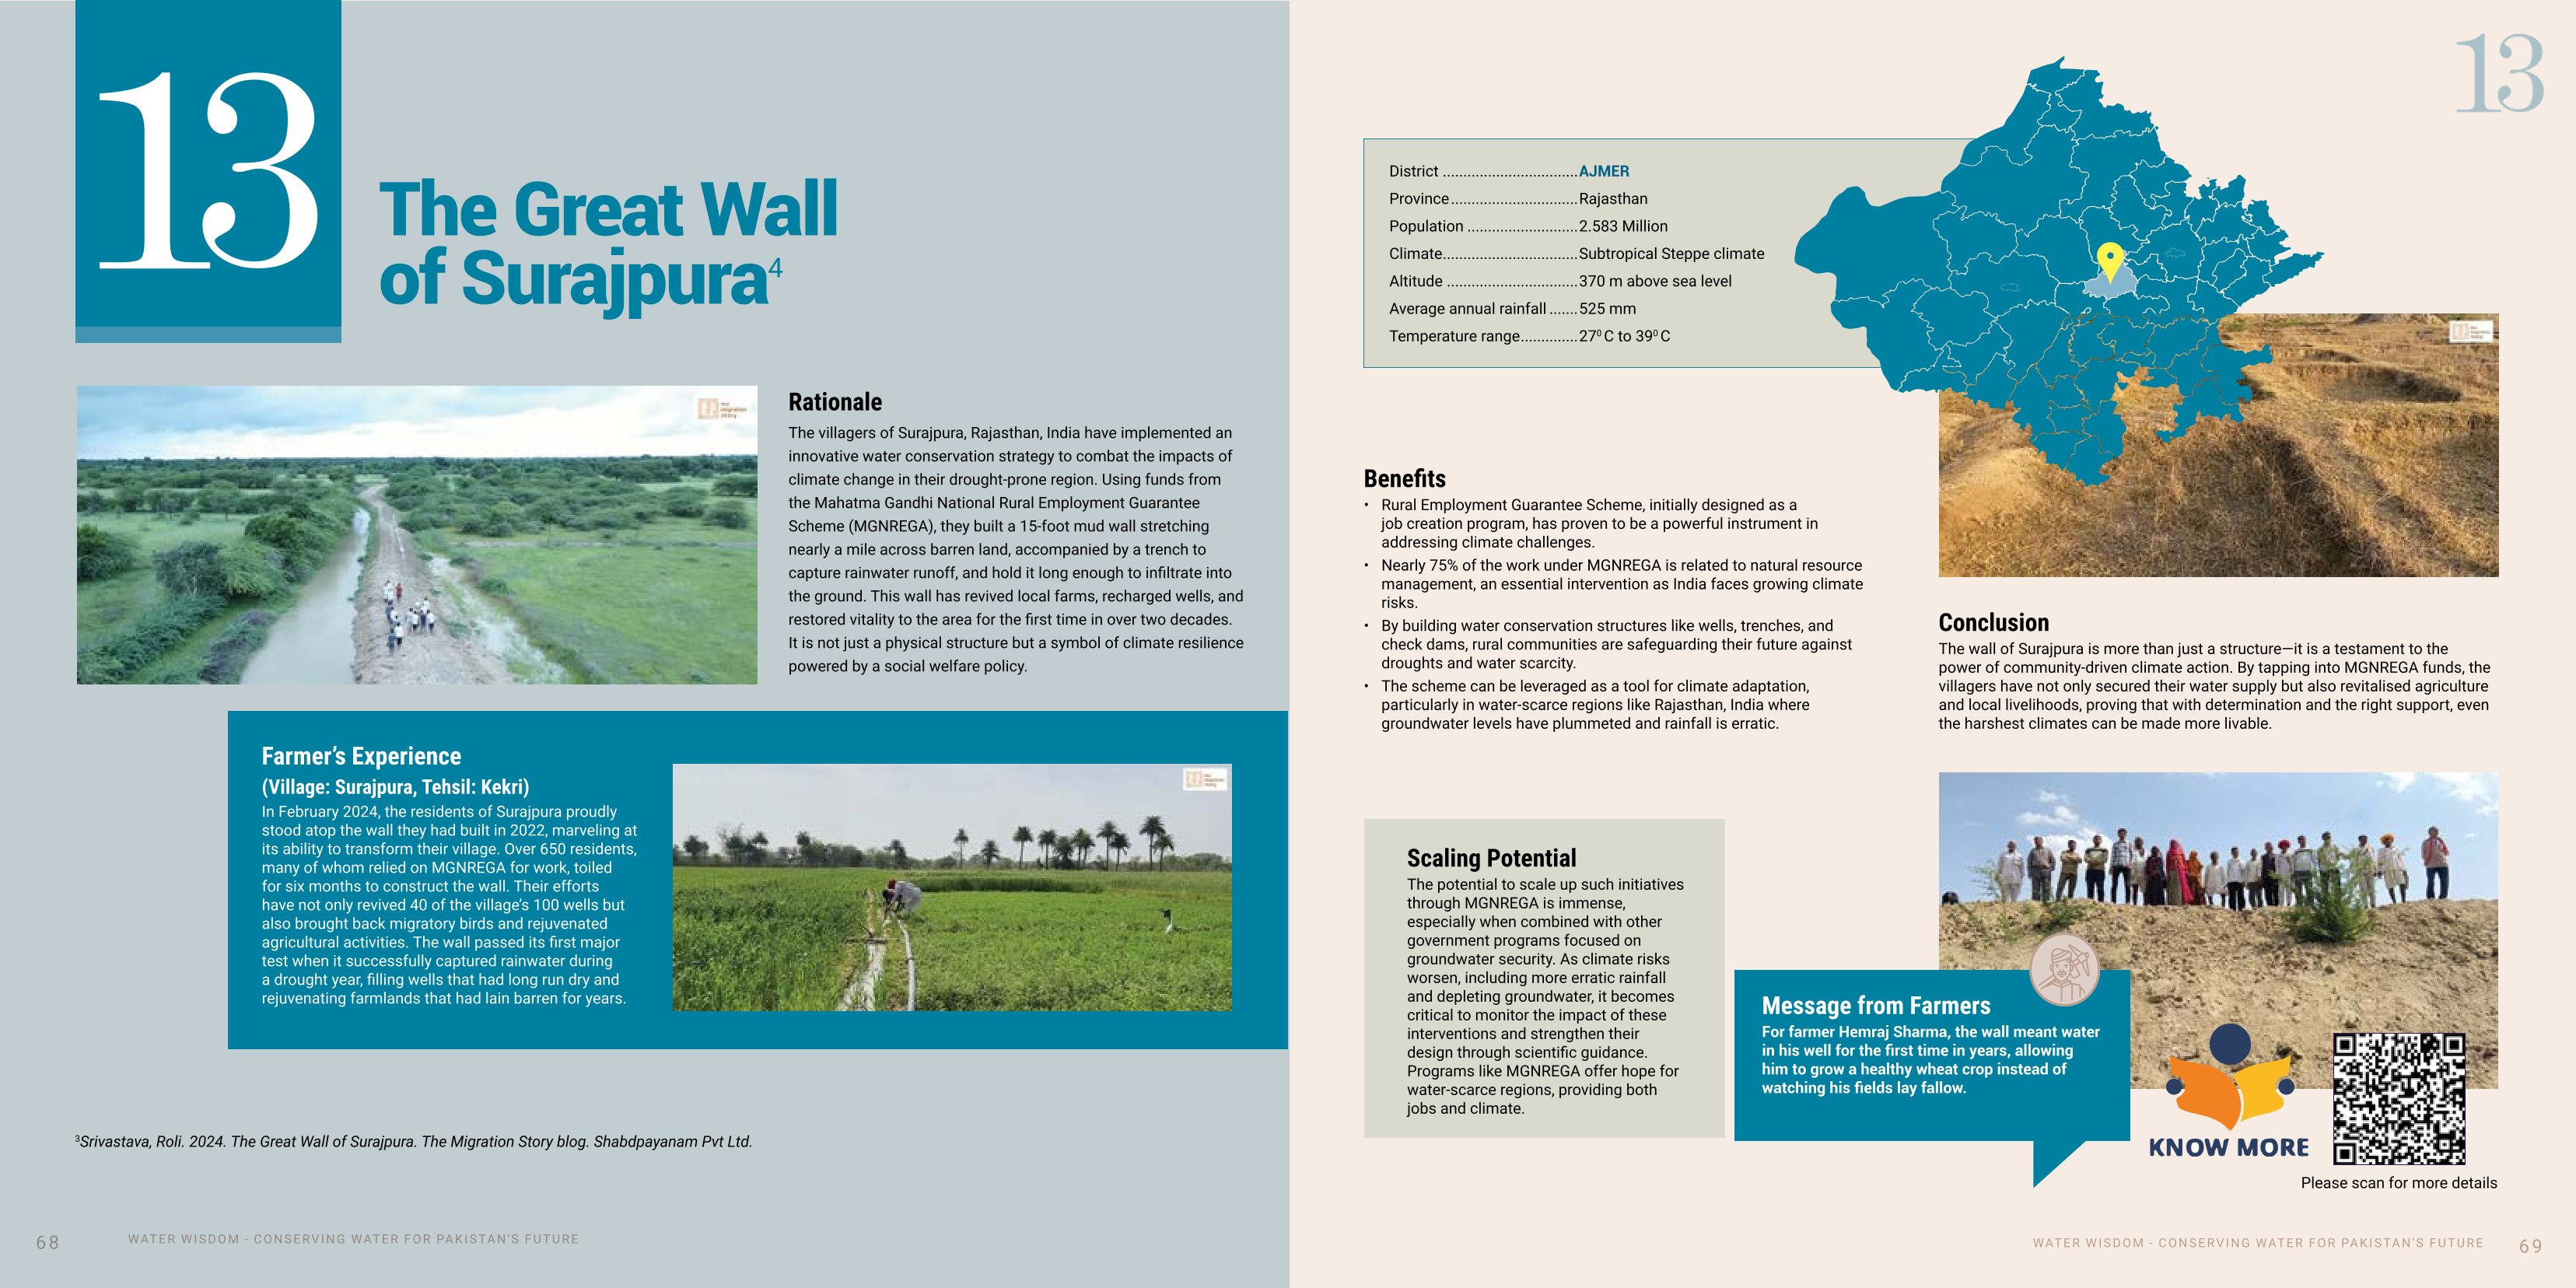 13
The Great Wall
of Surajpura4
the
migration
story
Rationale
The villagers of Surajpura, Rajasthan, India have implemented an
innovative water conservation strategy to combat the impacts of
climate change in their drought-prone region. Using funds from
the Mahatma Gandhi National Rural Employment Guarantee
Scheme (MGNREGA), they built a 15-foot mud wall stretching
nearly a mile across barren land, accompanied by a trench to
capture rainwater runoff, and hold it long enough to infiltrate into
the ground. This wall has revived local farms, recharged wells, and
restored vitality to the area for the first time in over two decades.
It is not just a physical structure but a symbol of climate resilience
powered by a social welfare policy.
Farmer’s Experience
(Village: Surajpura, Tehsil: Kekri)
In February 2024, the residents of Surajpura proudly
stood atop the wall they had built in 2022, marveling at
its ability to transform their village. Over 650 residents,
many of whom relied on MGNREGA for work, toiled
for six months to construct the wall. Their efforts
have not only revived 40 of the village’s 100 wells but
also brought back migratory birds and rejuvenated
agricultural activities. The wall passed its first major
test when it successfully captured rainwater during
a drought year, filling wells that had long run dry and
rejuvenating farmlands that had lain barren for years.
3Srivastava, Roli. 2024. The Great Wall of Surajpura. The Migration Story blog. Shabdpayanam Pvt Ltd.
68
WATER WISDOM - CONSERVING WATER FOR PAKISTAN’S FUTURE
13
District .................................AJMER
Province...............................Rajasthan
Population ...........................2.583 Million
Climate.................................Subtropical Steppe climate
Altitude ................................370 m above sea level
Average annual rainfall .......525 mm
Temperature range..............27⁰ C to 39⁰ C
Benefits
• Rural Employment Guarantee Scheme, initially designed as a
job creation program, has proven to be a powerful instrument in
addressing climate challenges.
• Nearly 75% of the work under MGNREGA is related to natural resource
management, an essential intervention as India faces growing climate
risks.
• By building water conservation structures like wells, trenches, and
check dams, rural communities are safeguarding their future against
droughts and water scarcity.
• The scheme can be leveraged as a tool for climate adaptation,
particularly in water-scarce regions like Rajasthan, India where
groundwater levels have plummeted and rainfall is erratic.
Conclusion
The wall of Surajpura is more than just a structure—it is a testament to the
power of community-driven climate action. By tapping into MGNREGA funds, the
villagers have not only secured their water supply but also revitalised agriculture
and local livelihoods, proving that with determination and the right support, even
the harshest climates can be made more livable.
Scaling Potential
The potential to scale up such initiatives
through MGNREGA is immense,
especially when combined with other
government programs focused on
groundwater security. As climate risks
worsen, including more erratic rainfall
and depleting groundwater, it becomes
critical to monitor the impact of these
interventions and strengthen their
design through scientific guidance.
Programs like MGNREGA offer hope for
water-scarce regions, providing both
jobs and climate.
Message from Farmers
For farmer Hemraj Sharma, the wall meant water
in his well for the first time in years, allowing
him to grow a healthy wheat crop instead of
watching his fields lay fallow.
KNOW MORE
Please scan for more details
WATER WISDOM - CONSERVING WATER FOR PAKISTAN’S FUTURE
69